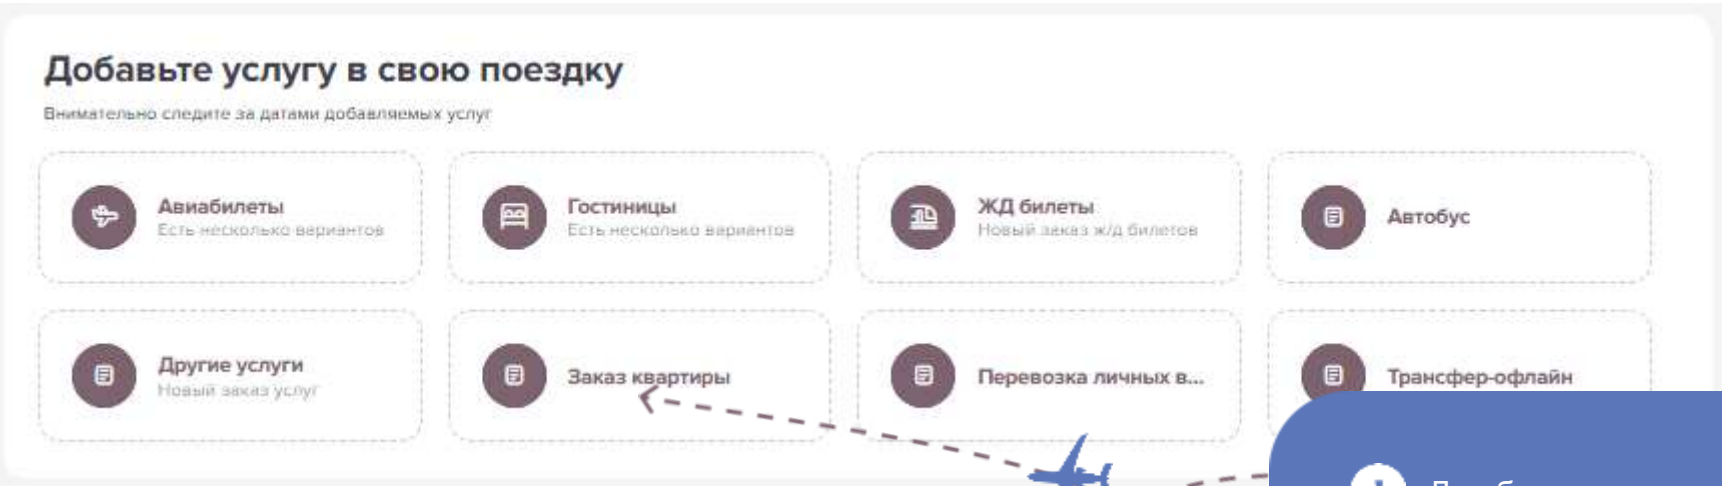 Добавьте услугу в свою поездку
Внимательно следите за датами добавляемых услуг
Авиабилеты
Есть несколько вариантов
Гостиницы
Есть несколько вариантов
ЖД билеты
Новый заказ ж/д билетов
Автобус
Другие услуги
Новый заказ услуг
Заказ квартиры
Перевозка личных в...
Трансфер-офлайн